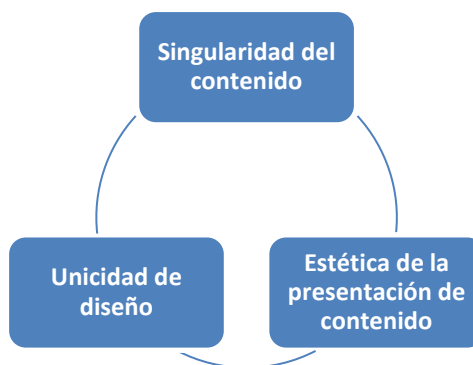 Singularidad del
contenido
Unicidad de
diseño
Estética de la
presentación de
contenido